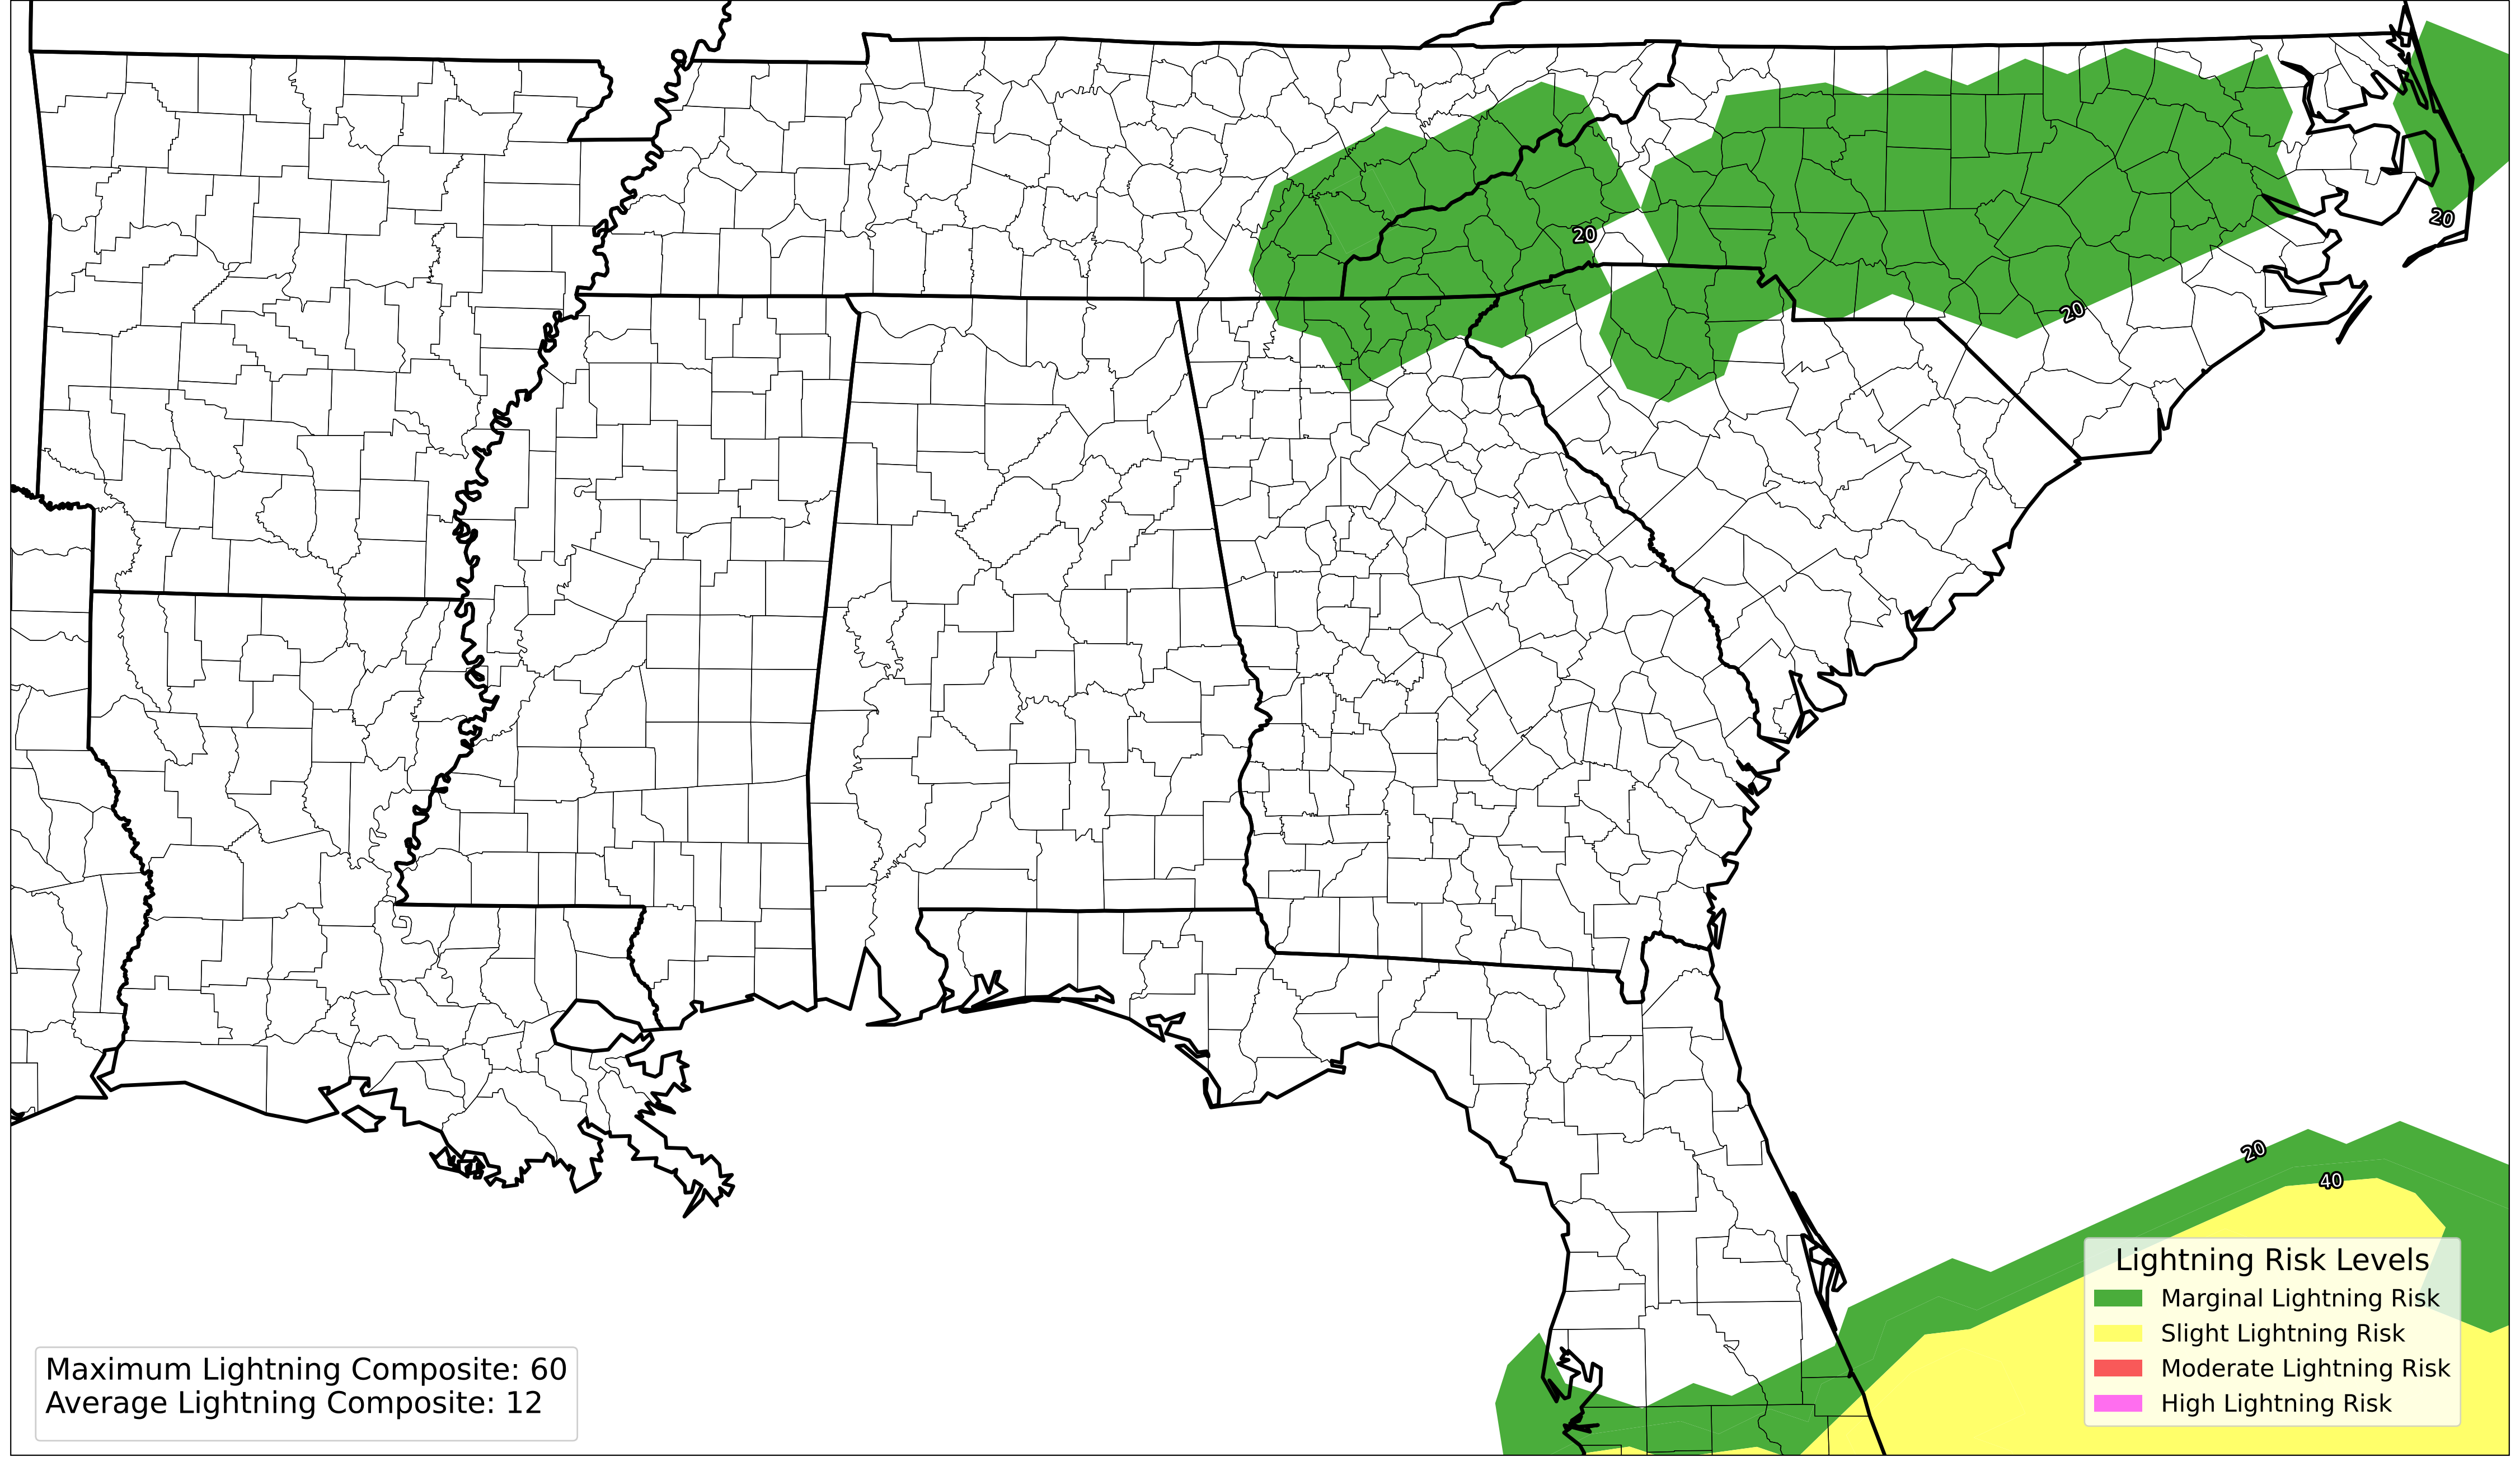 20
20
20
20
40
Lightning Risk Levels
Marginal Lightning Risk
Slight Lightning Risk
Moderate Lightning Risk
High Lightning Risk
Maximum Lightning Composite: 60
Average Lightning Composite: 12